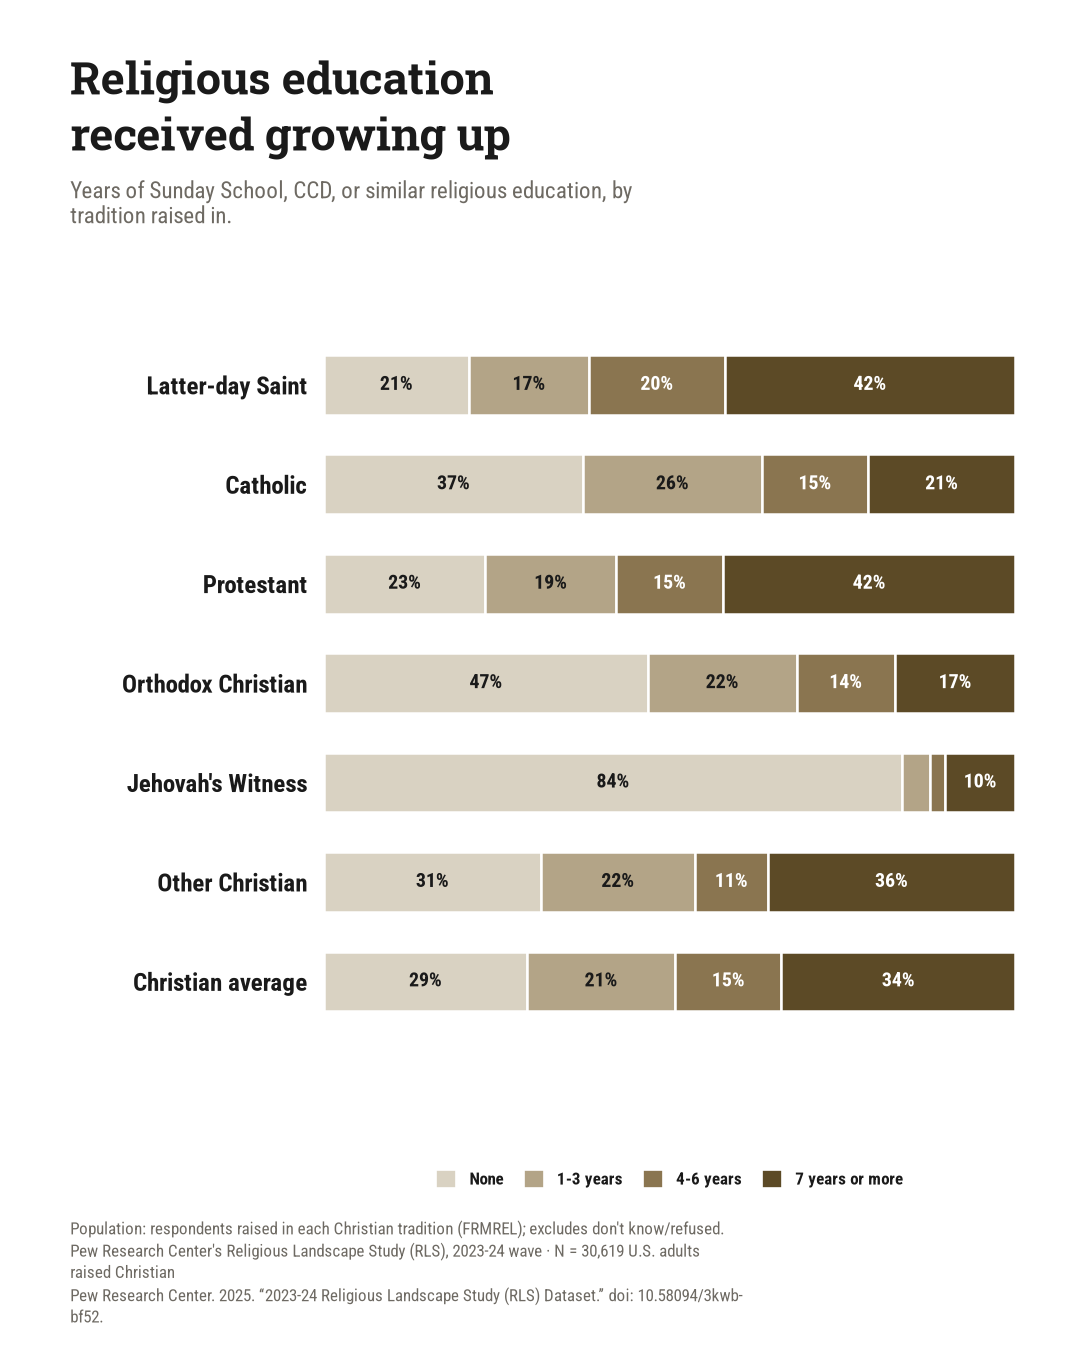 Religious education
received growing up
Years of Sunday School, CCD, or similar religious education, by
tradition raised in.
Latter-day Saint 21% 17% 20% 42%
Catholic 37% 26% 15% 21%
Protestant 23% 19% 15% 42%
Orthodox Christian 47% 22% 14% 17%
Jehovah's Witness 84% 10%
Other Christian 31% 22% 11% 36%
Christian average 29% 21% 15% 34%
None 1-3 years 4-6 years 7 years or more
Population: respondents raised in each Christian tradition (FRMREL); excludes don't know/refused.
Pew Research Center's Religious Landscape Study (RLS), 2023-24 wave · N = 30,619 U.S. adults
raised Christian
Pew Research Center. 2025. “2023-24 Religious Landscape Study (RLS) Dataset.” doi: 10.58094/3kwb-
bf52.